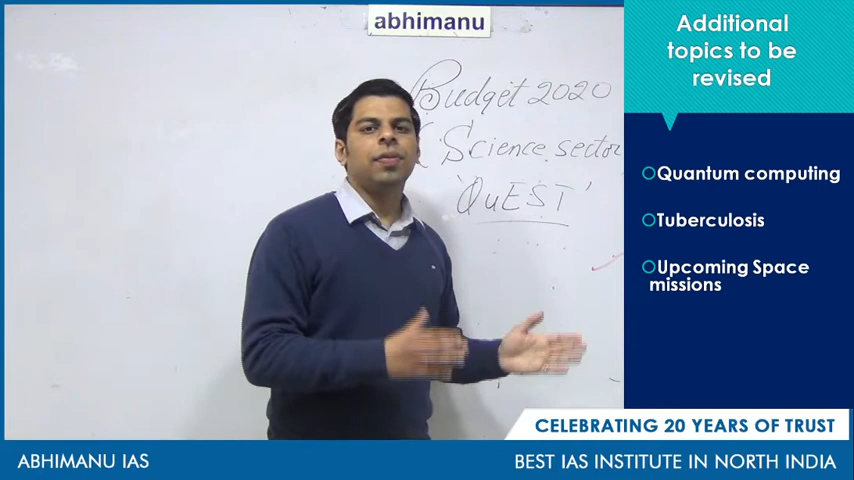 abhimanu
Budget 2020
Science sector
'QuEST'
Additional
topics to be
revised
Quantum computing
Tuberculosis
Upcoming Space
missions
CELEBRATING 20 YEARS OF TRUST
ABHIMANU IAS
BEST IAS INSTITUTE IN NORTH INDIA